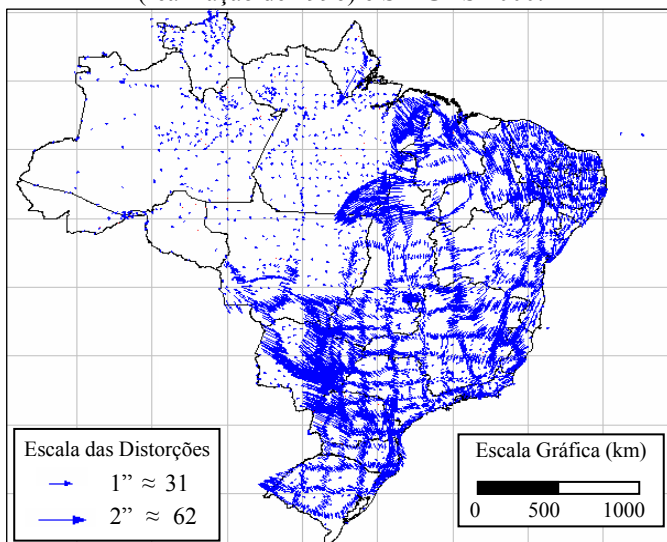 Escala das Distorções
1” ≈ 31
2” ≈ 62
Escala Gráfica (km)
0 500 1000